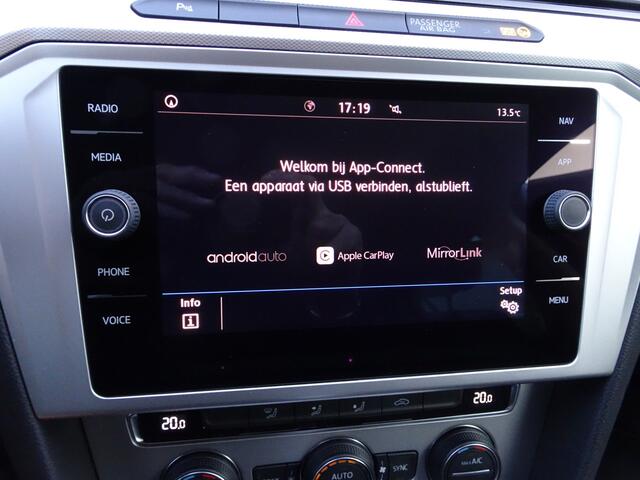 PASSENGER
AIR BAG
RADIO
MEDIA
PHONE
VOICE
17:19
13.5°C
Welkom bij App-Connect.
Een apparaat via USB verbinden, alstublieft.
androidauto
Apple CarPlay
MirrorLink
Info
Setup
NAV
APP
CAR
MENU
20.0
20.0
AUTO
SYNC
A/C